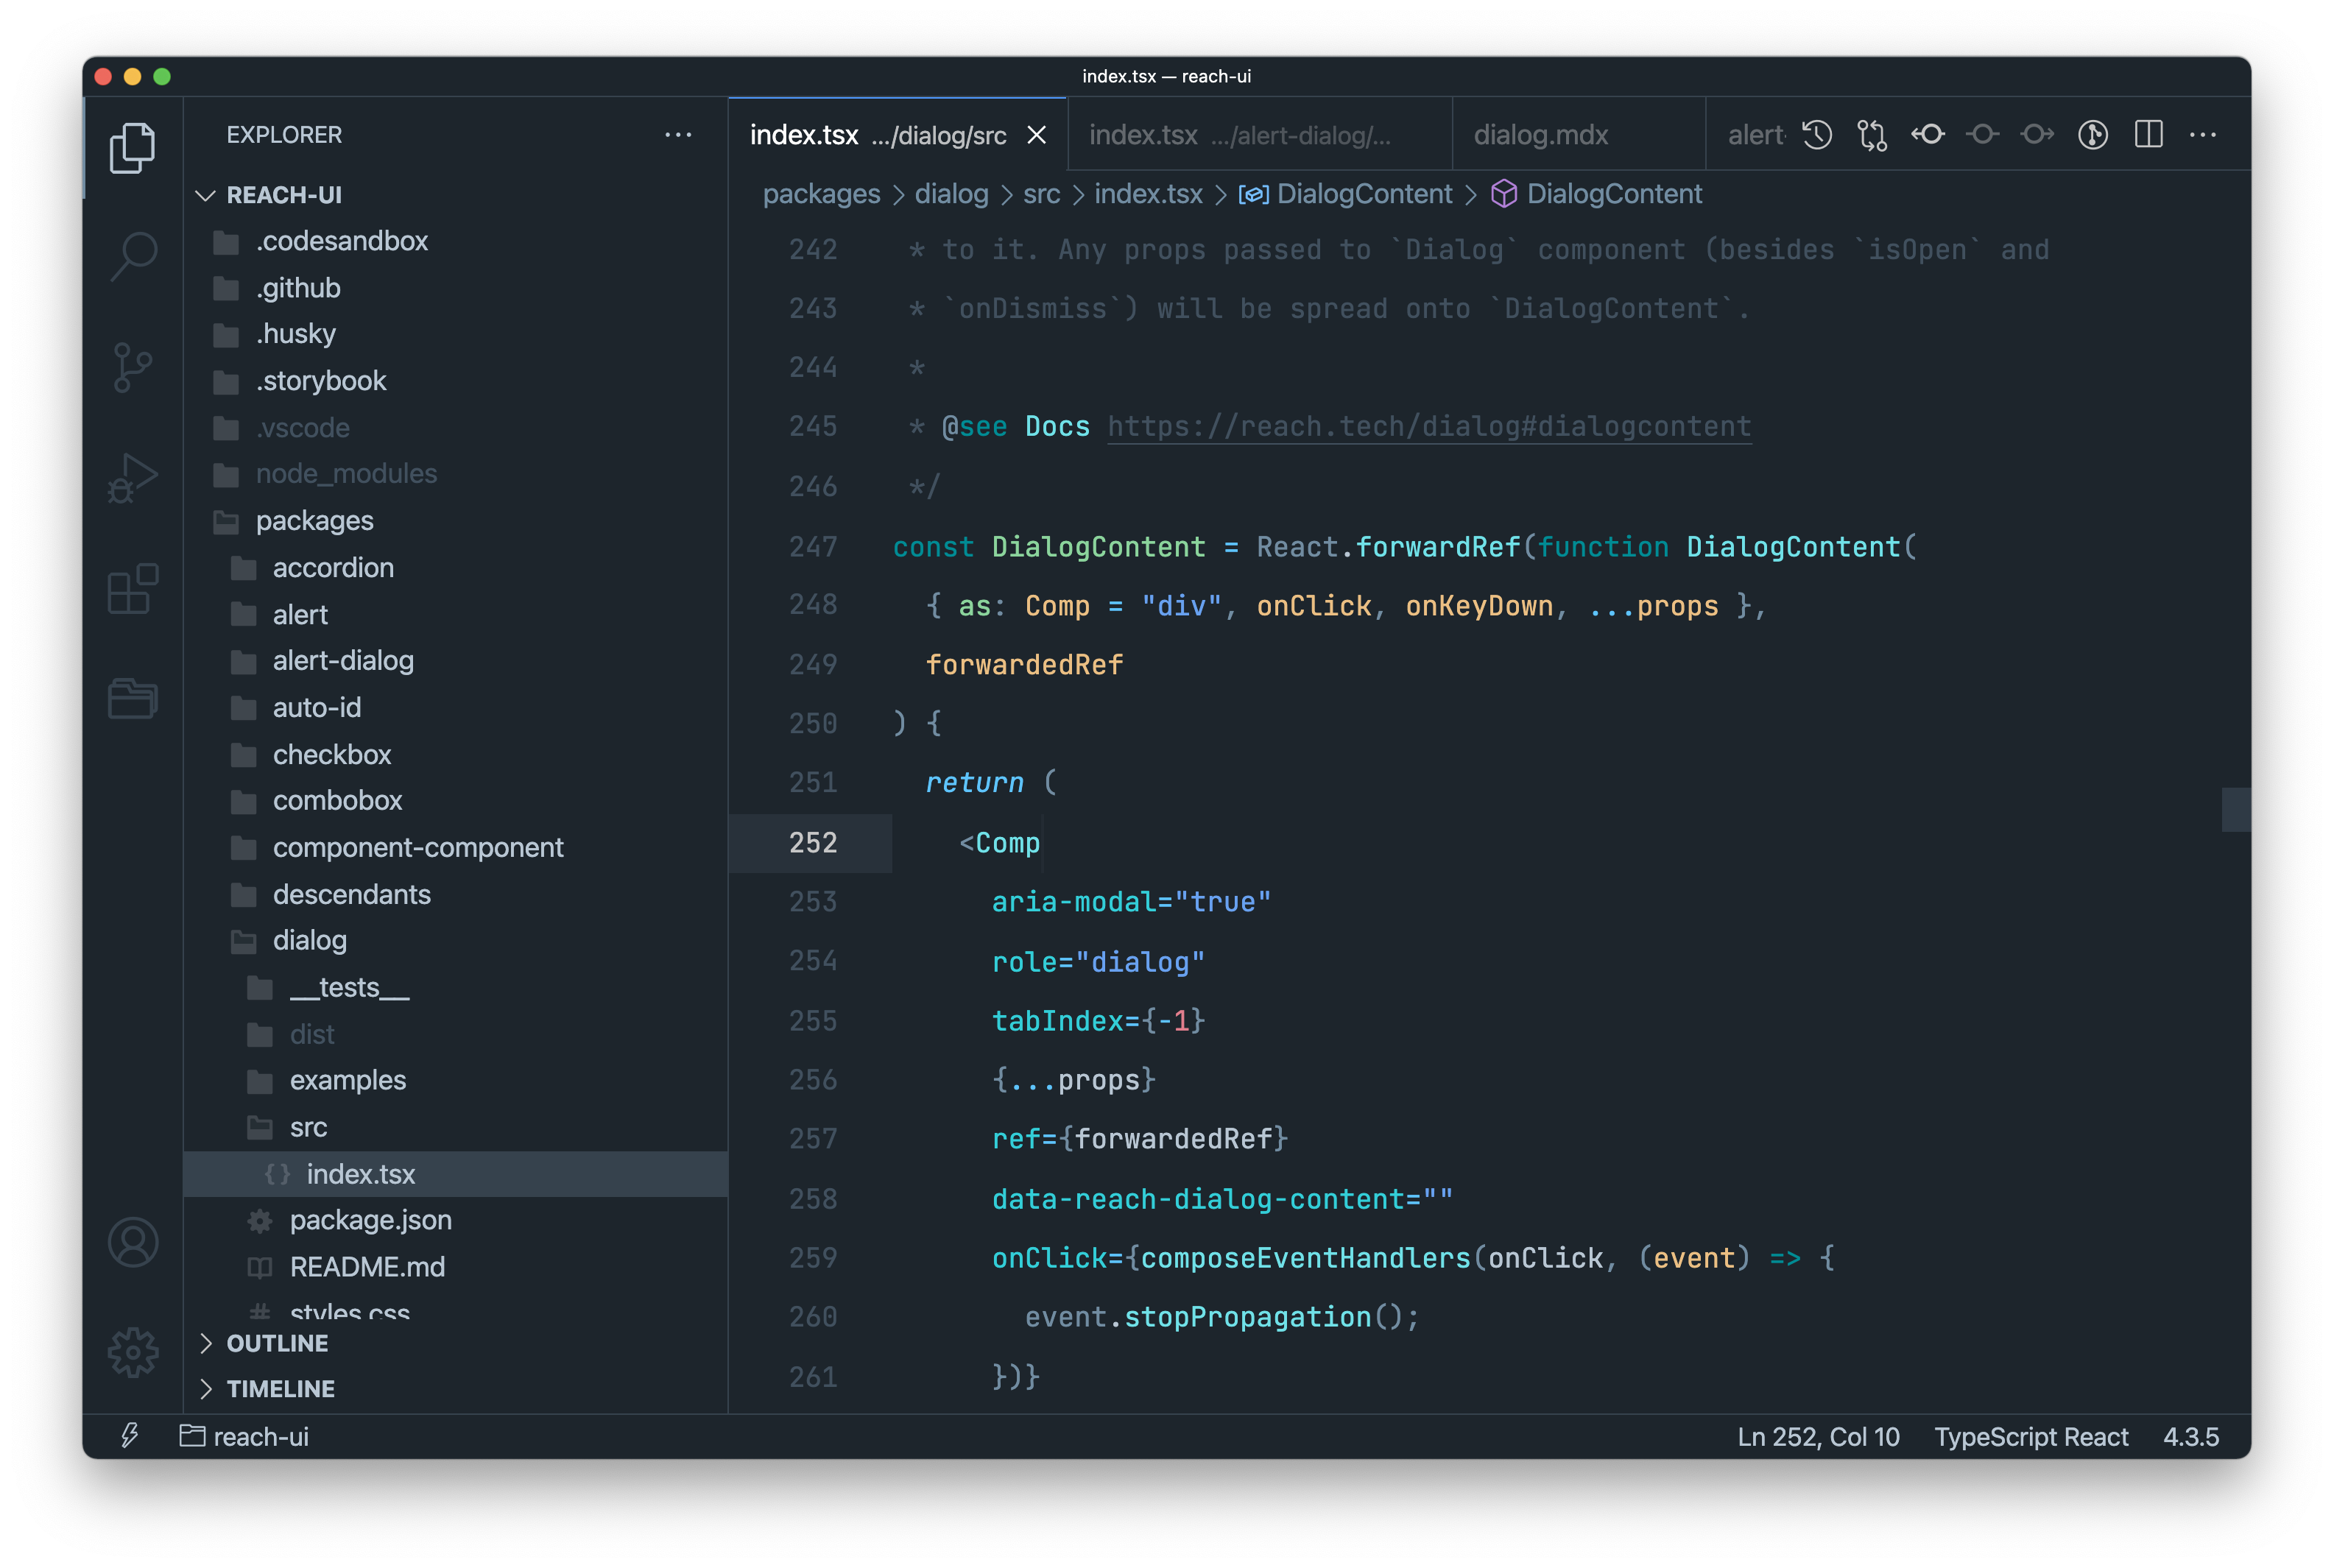 index.tsx — reach-ui
EXPLORER
REACH-UI
.codesandbox
.github
.husky
.storybook
.vscode
node_modules
packages
accordion
alert
alert-dialog
auto-id
checkbox
combobox
component-component
descendants
dialog
__tests__
dist
examples
src
index.tsx
package.json
README.md
styles.css
OUTLINE
TIMELINE
index.tsx .../dialog/src
index.tsx .../alert-dialog/...
dialog.mdx
alert-
packages > dialog > src > index.tsx > DialogContent > DialogContent
242 * to it. Any props passed to `Dialog` component (besides `isOpen` and
243 * `onDismiss`) will be spread onto `DialogContent`.
244 *
245 * @see Docs https://reach.tech/dialog#dialogcontent
246 */
247 const DialogContent = React.forwardRef(function DialogContent(
248 { as: Comp = "div", onClick, onKeyDown, ...props },
249 forwardedRef
250 ) {
251 return (
252 <Comp
253 aria-modal="true"
254 role="dialog"
255 tabIndex={-1}
256 {...props}
257 ref={forwardedRef}
258 data-reach-dialog-content=""
259 onClick={composeEventHandlers(onClick, (event) => {
260 event.stopPropagation();
261 })}
reach-ui
Ln 252, Col 10 TypeScript React 4.3.5